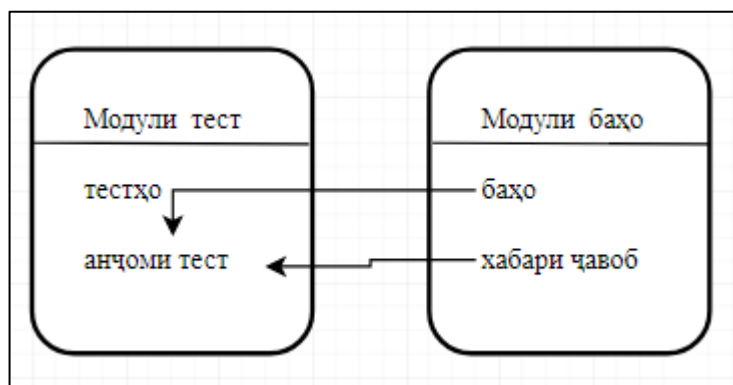 Модули тест
тестҳо
анҷоми тест
Модули баҳо
баҳо
хабари ҷавоб